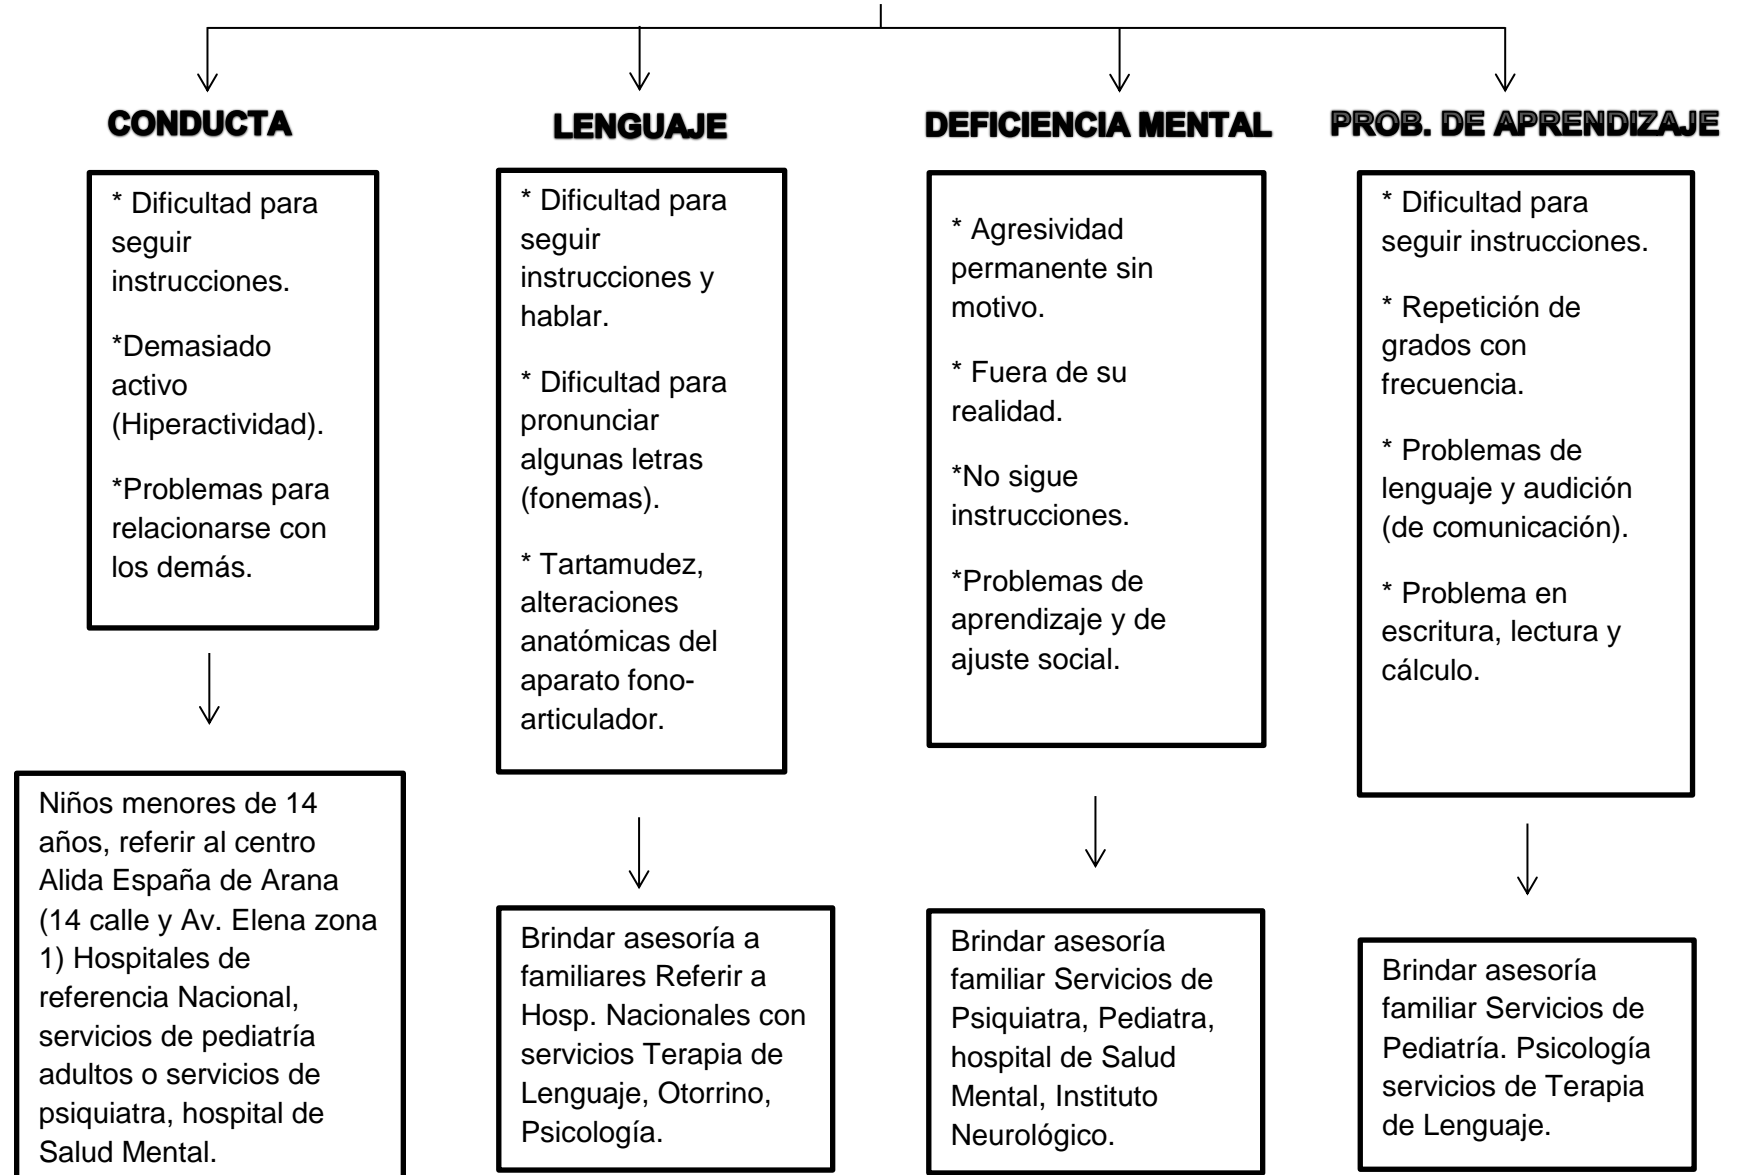 CONDUCTA
* Dificultad para
seguir
instrucciones.
*Demasiado
activo
(Hiperactividad).
*Problemas para
relacionarse con
los demás.
Niños menores de 14
años, referir al centro
Alida España de Arana
(14 calle y Av. Elena zona
1) Hospitales de
referencia Nacional,
servicios de pediatría
adultos o servicios de
psiquiatra, hospital de
Salud Mental.
LENGUAJE
* Dificultad para
seguir
instrucciones y
hablar.
* Dificultad para
pronunciar
algunas letras
(fonemas).
* Tartamudez,
alteraciones
anatómicas del
aparato fono-
articulador.
Brindar asesoría a
familiares Referir a
Hosp. Nacionales con
servicios Terapia de
Lenguaje, Otorrino,
Psicología.
DEFICIENCIA MENTAL
* Agresividad
permanente sin
motivo.
* Fuera de su
realidad.
*No sigue
instrucciones.
*Problemas de
aprendizaje y de
ajuste social.
Brindar asesoría
familiar Servicios de
Psiquiatra, Pediatra,
hospital de Salud
Mental, Instituto
Neurológico.
PROB. DE APRENDIZAJE
* Dificultad para
seguir instrucciones.
* Repetición de
grados con
frecuencia.
* Problemas de
lenguaje y audición
(de comunicación).
* Problema en
escritura, lectura y
cálculo.
Brindar asesoría
familiar Servicios de
Pediatría. Psicología
servicios de Terapia
de Lenguaje.